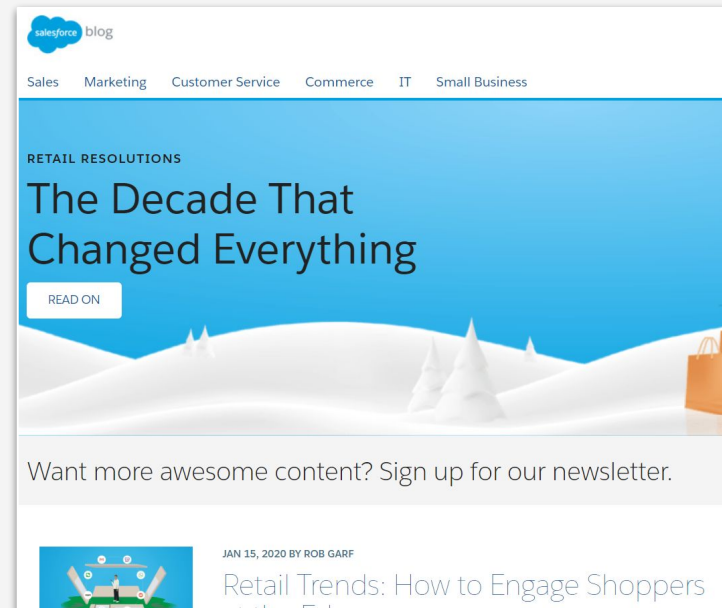 salesforce blog
Sales Marketing Customer Service Commerce IT Small Business
RETAIL RESOLUTIONS
The Decade That
Changed Everything
READ ON
Want more awesome content? Sign up for our newsletter.
JAN 15, 2020 BY ROB GARF
Retail Trends: How to Engage Shoppers